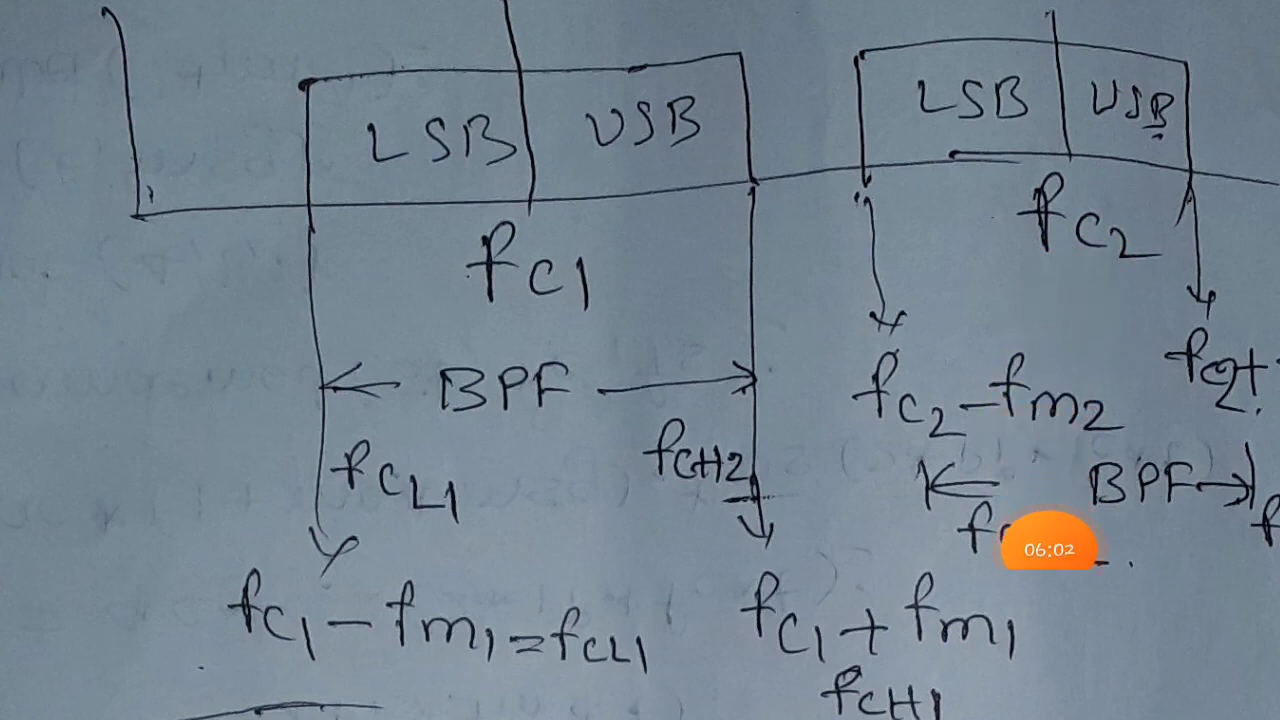 LSB USB LSB USB
fc1 fc2
← BPF → fc2-fm2
fCL1 fCH2 ← BPF →
06:02
fc1-fm1=fCL1 fc1+fm1
fCH1